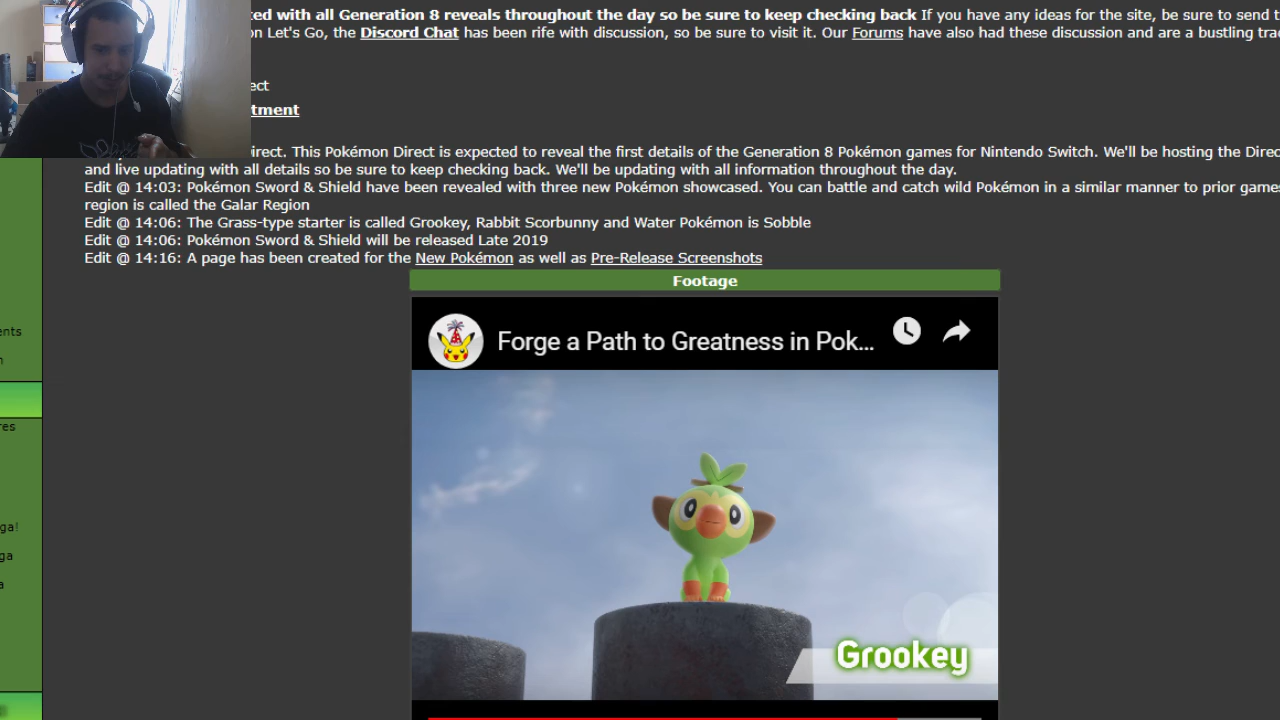 ted with all Generation 8 reveals throughout the day so be sure to keep checking back If you have any ideas for the site, be sure to send t
on Let's Go, the Discord Chat has been rife with discussion, so be sure to visit it. Our Forums have also had these discussion and are a bustling tra
ect
tment
irect. This Pokémon Direct is expected to reveal the first details of the Generation 8 Pokémon games for Nintendo Switch. We'll be hosting the Direc
and live updating with all details so be sure to keep checking back. We'll be updating with all information throughout the day.
Edit @ 14:03: Pokémon Sword & Shield have been revealed with three new Pokémon showcased. You can battle and catch wild Pokémon in a similar manner to prior games
region is called the Galar Region
Edit @ 14:06: The Grass-type starter is called Grookey, Rabbit Scorbunny and Water Pokémon is Sobble
Edit @ 14:06: Pokémon Sword & Shield will be released Late 2019
Edit @ 14:16: A page has been created for the New Pokémon as well as Pre-Release Screenshots
Footage
Forge a Path to Greatness in Pok...
ents
n
res
ga!
ga
a
Grookey